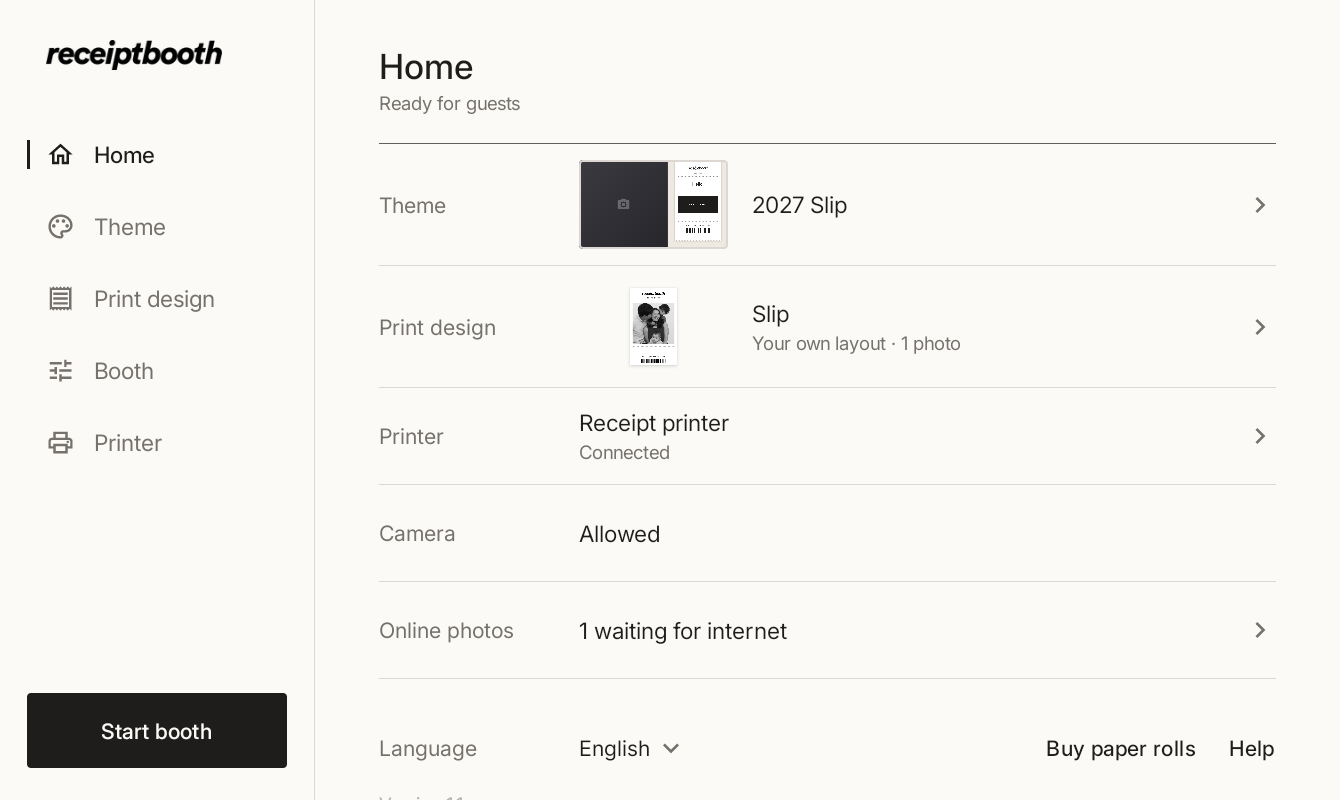 receiptbooth
Home
Theme
Print design
Booth
Printer
Start booth
Home
Ready for guests
Theme
2027 Slip
Print design
Slip
Your own layout · 1 photo
Printer
Receipt printer
Connected
Camera
Allowed
Online photos
1 waiting for internet
Language
English
Buy paper rolls
Help